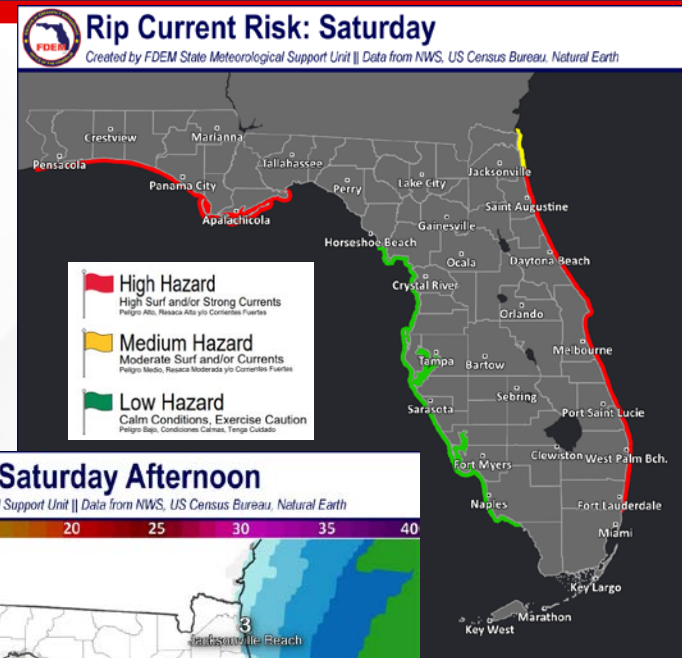 FDEM
Rip Current Risk: Saturday
Created by FDEM State Meteorological Support Unit || Data from NWS, US Census Bureau, Natural Earth
Crestview
Marianna
Pensacola
Tallahassee
Jacksonville
Panama City
Perry
Lake City
Apalachicola
Saint Augustine
Gainesville
Horseshoe Beach
Ocala
Daytona Beach
Crystal River
Orlando
High Hazard
High Surf and/or Strong Currents
Peligro Alto, Resaca Alta y/o Corrientes Fuertes
Medium Hazard
Moderate Surf and/or Currents
Peligro Medio, Resaca Moderada y/o Corrientes Fuertes
Low Hazard
Calm Conditions, Exercise Caution
Peligro Bajo, Condiciones Calmas, Tenga Cuidado
Melbourne
Tampa
Bartow
Sebring
Sarasota
Port Saint Lucie
Clewiston
West Palm Bch.
Fort Myers
Naples
Fort Lauderdale
Miami
Key Largo
Marathon
Key West
Saturday Afternoon
Support Unit || Data from NWS, US Census Bureau, Natural Earth
20 25 30 35 40
3
Jacksonville Beach